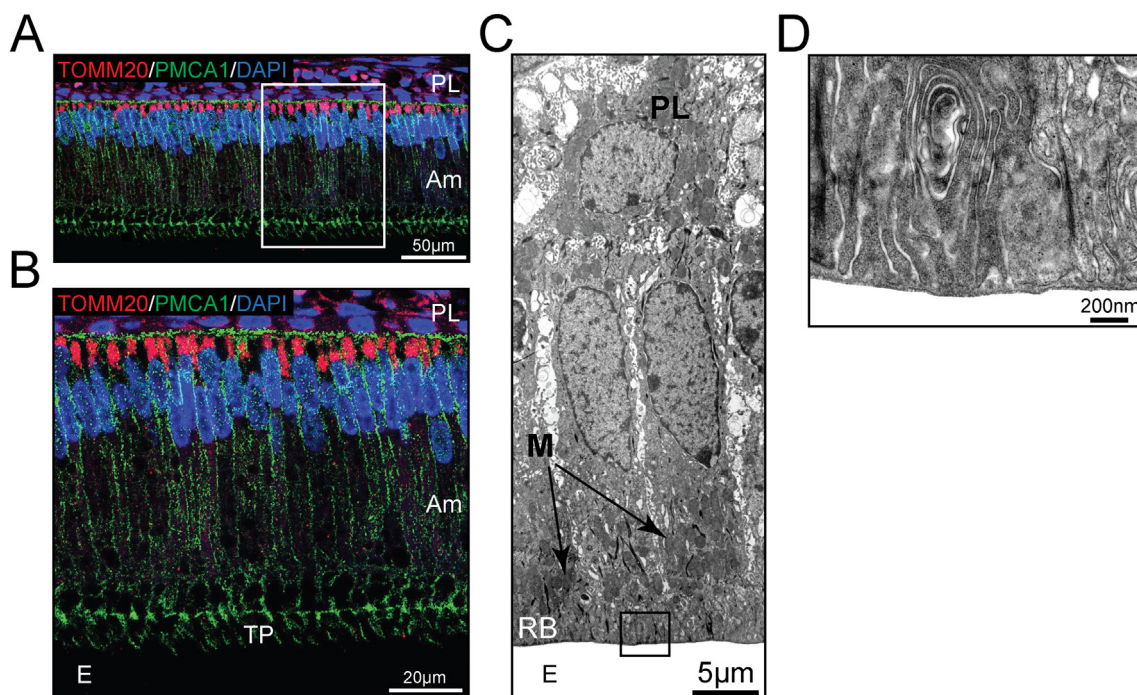 A
TOMM20/PMCA1/DAPI
PL
Am
50µm
B
TOMM20/PMCA1/DAPI
PL
Am
TP
E
20µm
C
PL
M
RB
E
5µm
D
200nm